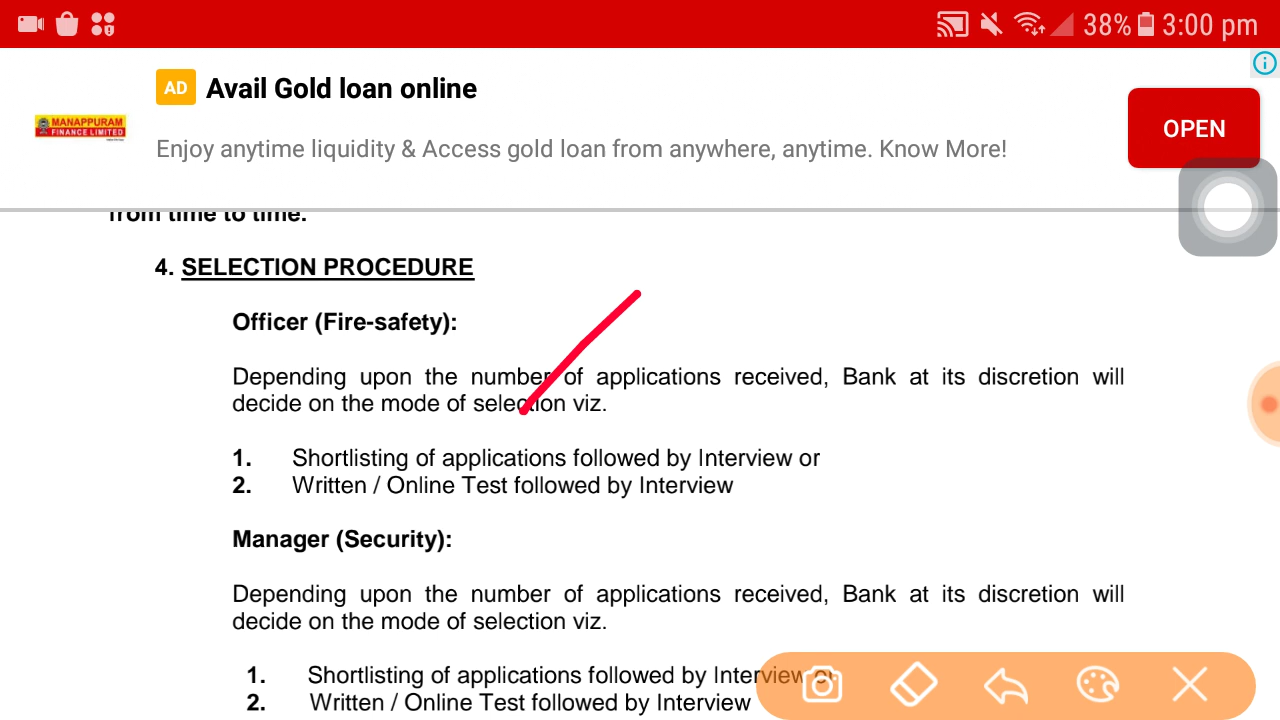 38% 3:00 pm
AD Avail Gold loan online
MANAPPURAM
FINANCE LIMITED
OPEN
Enjoy anytime liquidity & Access gold loan from anywhere, anytime. Know More!
from time to time.
4. SELECTION PROCEDURE
Officer (Fire-safety):
Depending upon the number of applications received, Bank at its discretion will
decide on the mode of selection viz.
1. Shortlisting of applications followed by Interview or
2. Written / Online Test followed by Interview
Manager (Security):
Depending upon the number of applications received, Bank at its discretion will
decide on the mode of selection viz.
1. Shortlisting of applications followed by Interview or
2. Written / Online Test followed by Interview